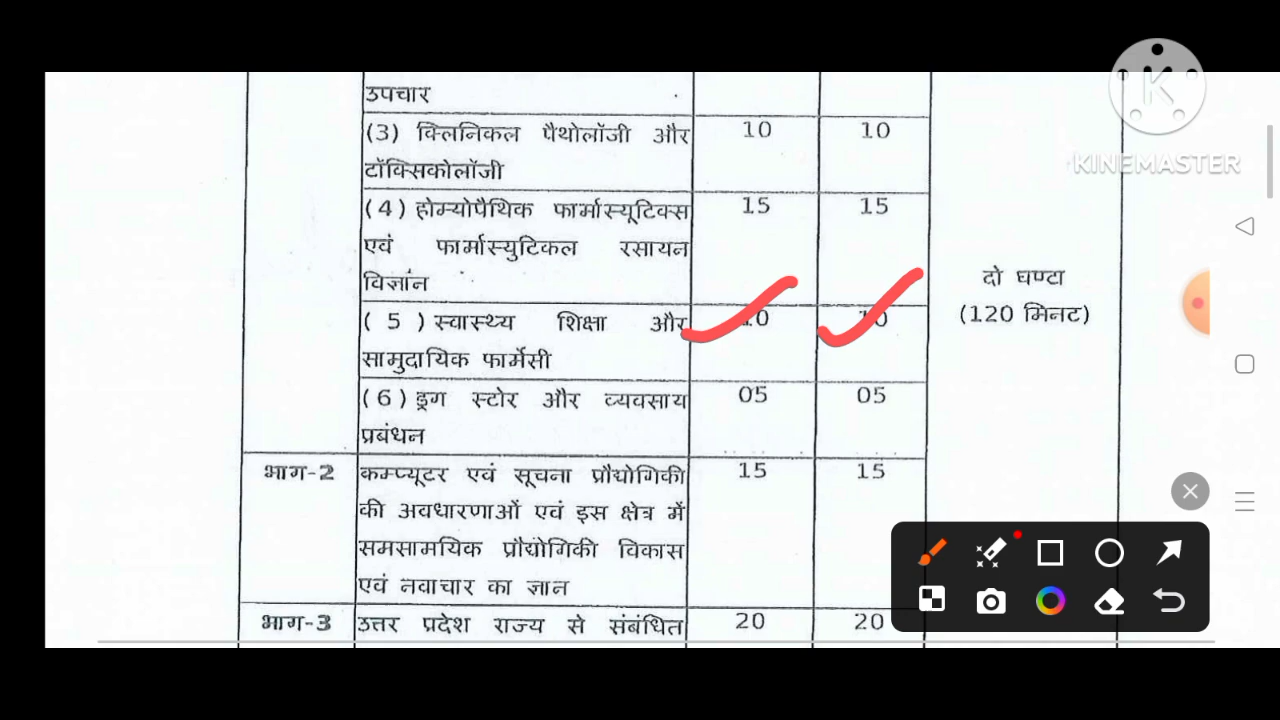 उपचार
(3) क्लिनिकल पैथोलॉजी और 10 10
टॉक्सिकोलॉजी
(4) होम्योपैथिक फार्मास्यूटिक्स 15 15
एवं फार्मास्युटिकल रसायन
विज्ञान
(5) स्वास्थ्य शिक्षा और 10 10
सामुदायिक फार्मेसी
(6) ड्रग स्टोर और व्यवसाय 05 05
प्रबंधन
दो घण्टा
(120 मिनट)
भाग-2 कम्प्यूटर एवं सूचना प्रौद्योगिकी 15 15
की अवधारणाओं एवं इस क्षेत्र में
समसामयिक प्रौद्योगिकी विकास
एवं नवाचार का ज्ञान
भाग-3 उत्तर प्रदेश राज्य से संबंधित 20 20
K
KINEMASTER